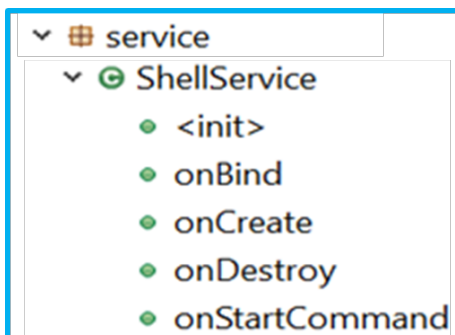 service
ShellService
<init>
onBind
onCreate
onDestroy
onStartCommand